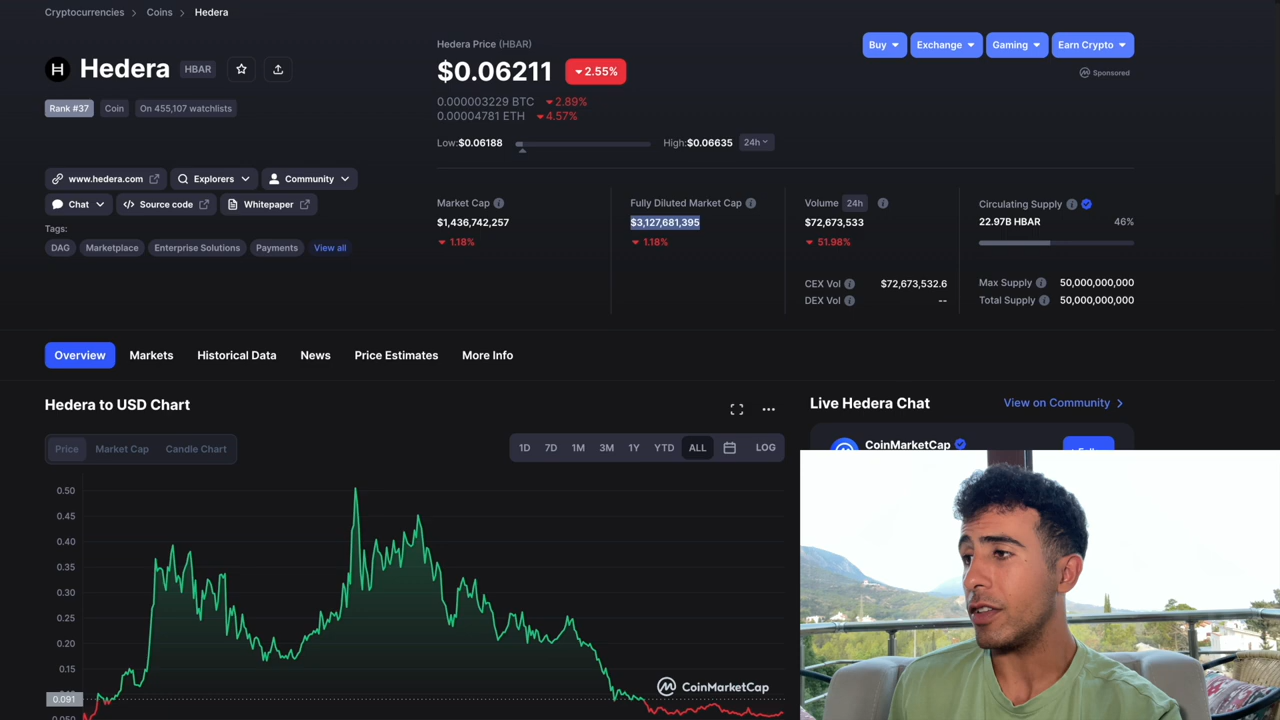 Cryptocurrencies > Coins > Hedera
H Hedera HBAR
Rank #37 Coin On 455,107 watchlists
www.hedera.com Explorers Community
Chat Source code Whitepaper
Tags:
DAG Marketplace Enterprise Solutions Payments View all
Hedera Price (HBAR)
$0.06211 2.55%
0.000003229 BTC 2.89%
0.00004781 ETH 4.57%
Low:$0.06188 High:$0.06635 24h
Buy Exchange Gaming Earn Crypto
Sponsored
Market Cap
$1,436,742,257
1.18%
Fully Diluted Market Cap
$3,127,681,395
1.18%
Volume 24h
$72,673,533
51.98%
CEX Vol $72,673,532.6
DEX Vol --
Circulating Supply
22.97B HBAR 46%
Max Supply 50,000,000,000
Total Supply 50,000,000,000
Overview Markets Historical Data News Price Estimates More Info
Hedera to USD Chart
Price Market Cap Candle Chart
1D 7D 1M 3M 1Y YTD ALL LOG
0.50
0.45
0.40
0.35
0.30
0.25
0.20
0.15
0.091
CoinMarketCap
Live Hedera Chat View on Community >
CoinMarketCap